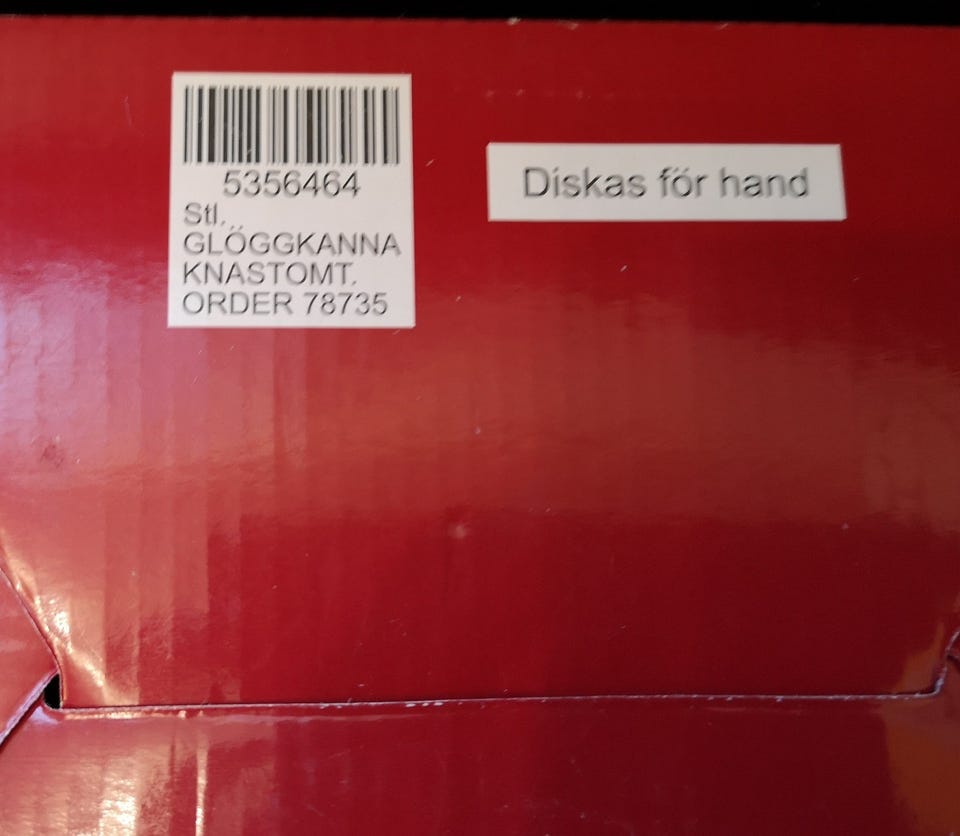 5356464
Stl.
GLÖGGKANNA
KNASTOMT.
ORDER 78735
Diskas för hand